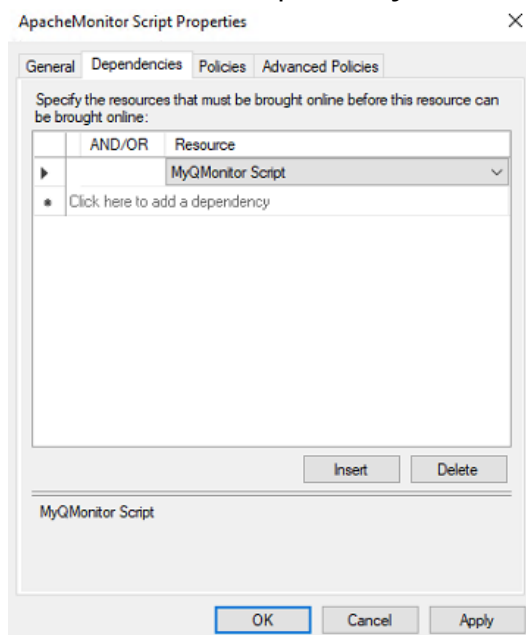 ApacheMonitor Script Properties
General Dependencies Policies Advanced Policies
Specify the resources that must be brought online before this resource can
be brought online:
AND/OR Resource
MyQMonitor Script
Click here to add a dependency
Insert Delete
MyQMonitor Script
OK Cancel Apply